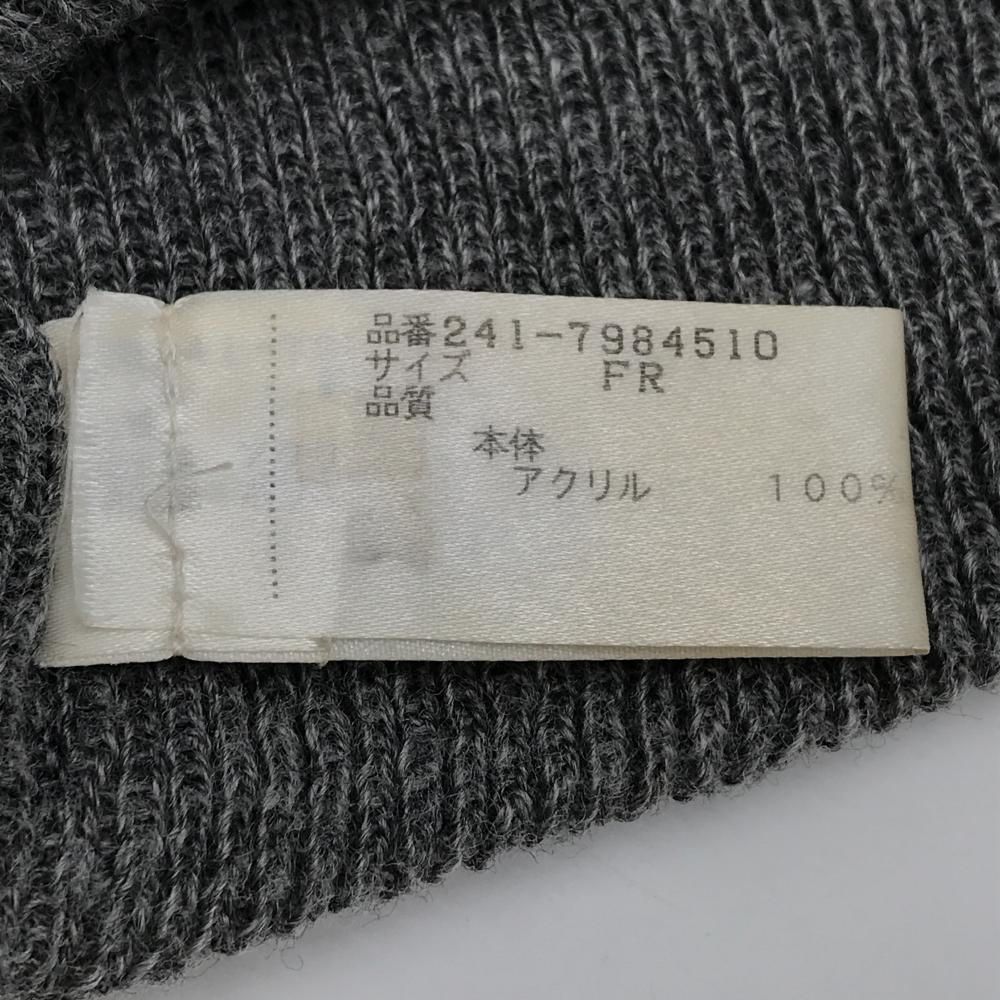 品番241-7984510
サイズ FR
品質
本体
アクリル 100%